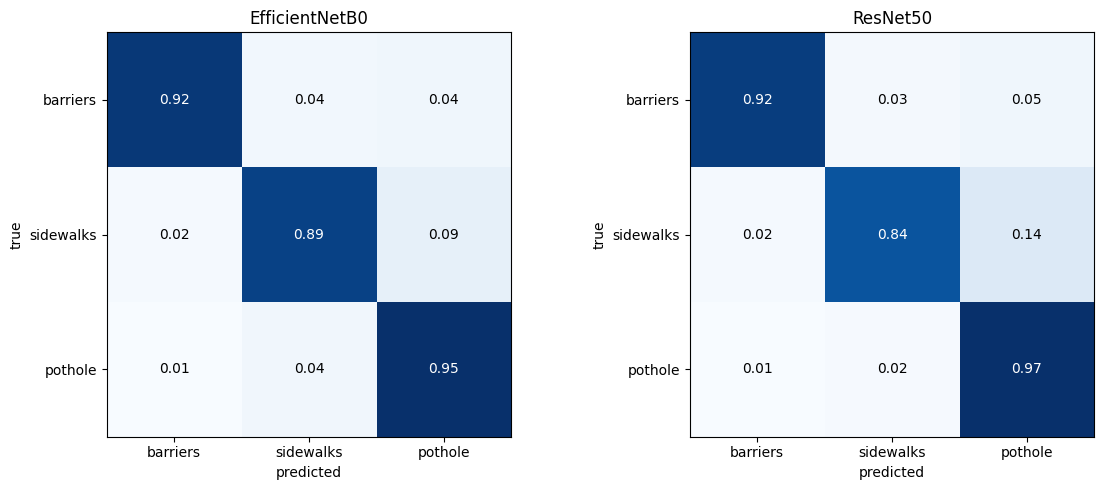 EfficientNetB0
barriers 0.92 0.04 0.04
sidewalks 0.02 0.89 0.09
pothole 0.01 0.04 0.95
true
barriers sidewalks pothole
predicted
ResNet50
barriers 0.92 0.03 0.05
sidewalks 0.02 0.84 0.14
pothole 0.01 0.02 0.97
true
barriers sidewalks pothole
predicted